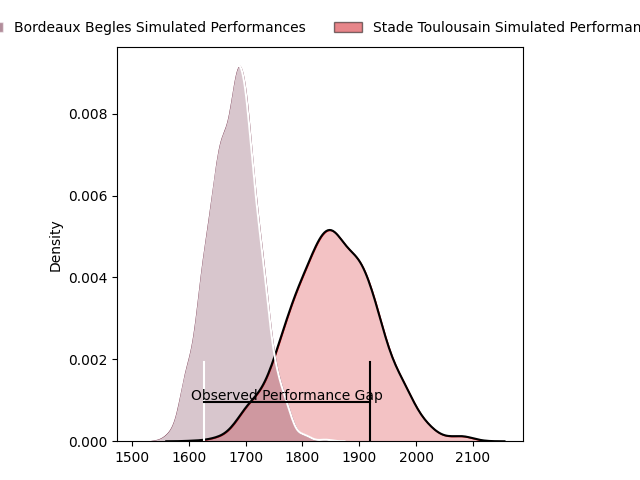 Bordeaux Begles Simulated Performances
Stade Toulousain Simulated
Density
0.008
0.006
0.004
0.002
0.000
Observed Performance Gap
1500 1600 1700 1800 1900 2000 2100